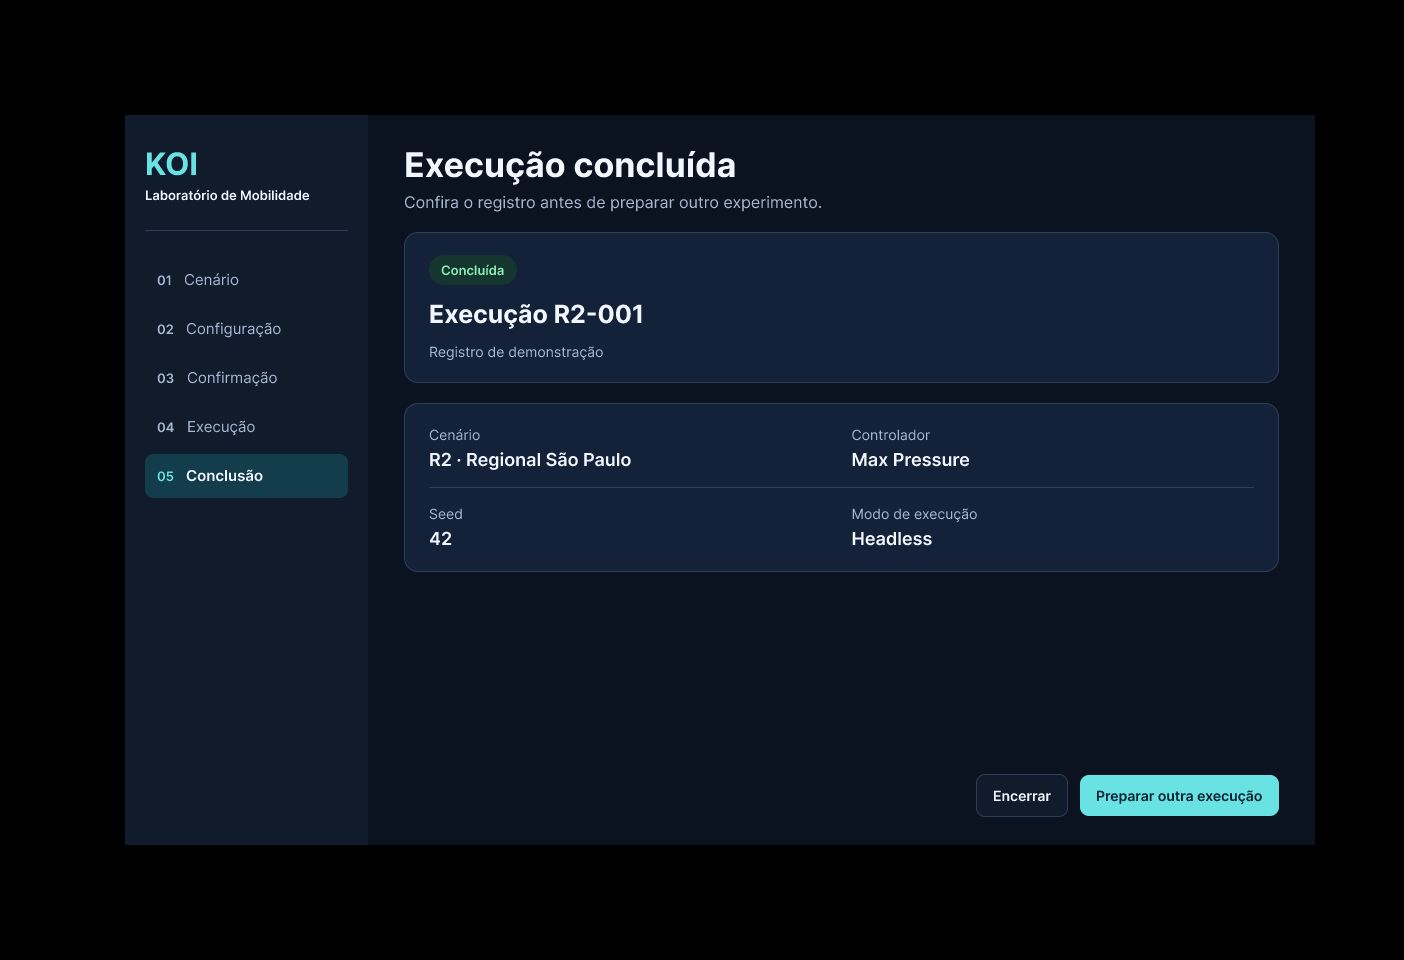 KOI
Laboratório de Mobilidade
01 Cenário
02 Configuração
03 Confirmação
04 Execução
05 Conclusão
Execução concluída
Confira o registro antes de preparar outro experimento.
Concluída
Execução R2-001
Registro de demonstração
Cenário
R2 · Regional São Paulo
Controlador
Max Pressure
Seed
42
Modo de execução
Headless
Encerrar
Preparar outra execução